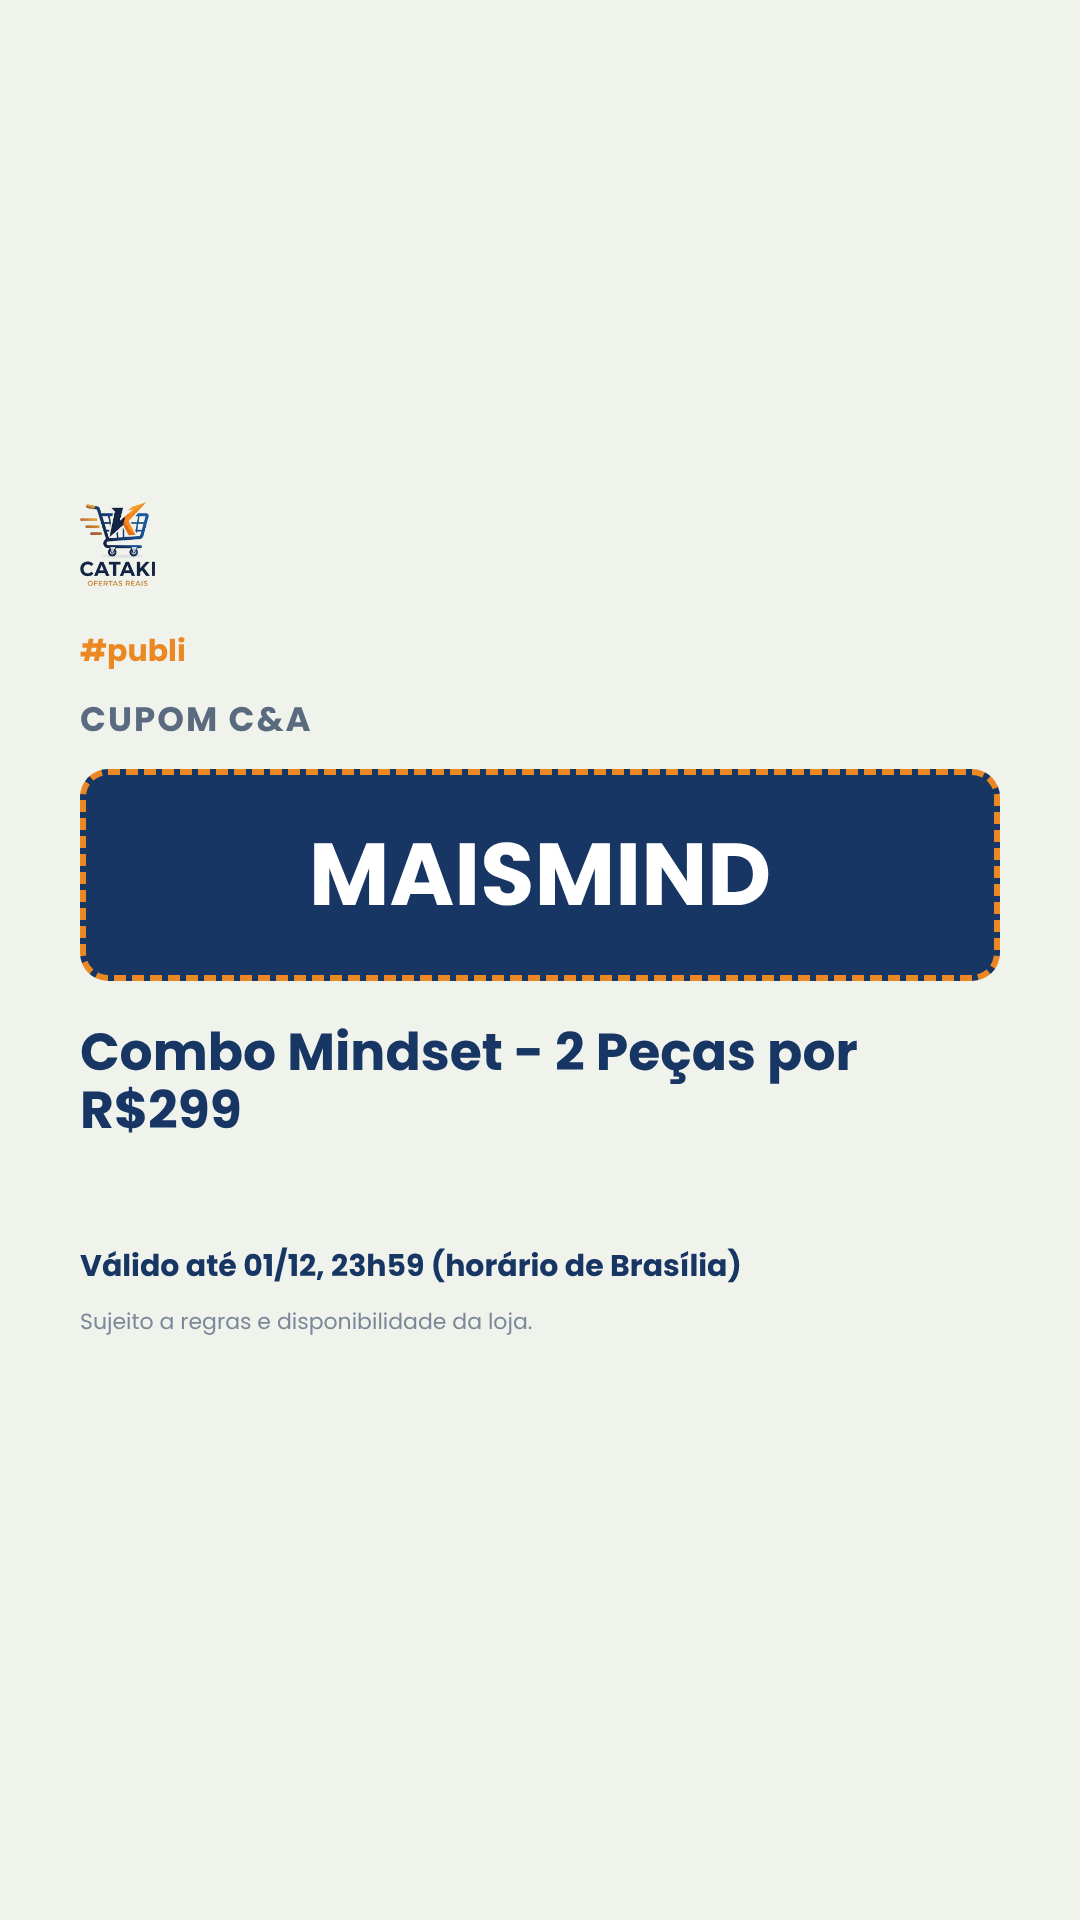 CATAKI
OFERTAS REAIS
#publi
CUPOM C&A
MAISMIND
Combo Mindset - 2 Peças por
R$299
Válido até 01/12, 23h59 (horário de Brasília)
Sujeito a regras e disponibilidade da loja.